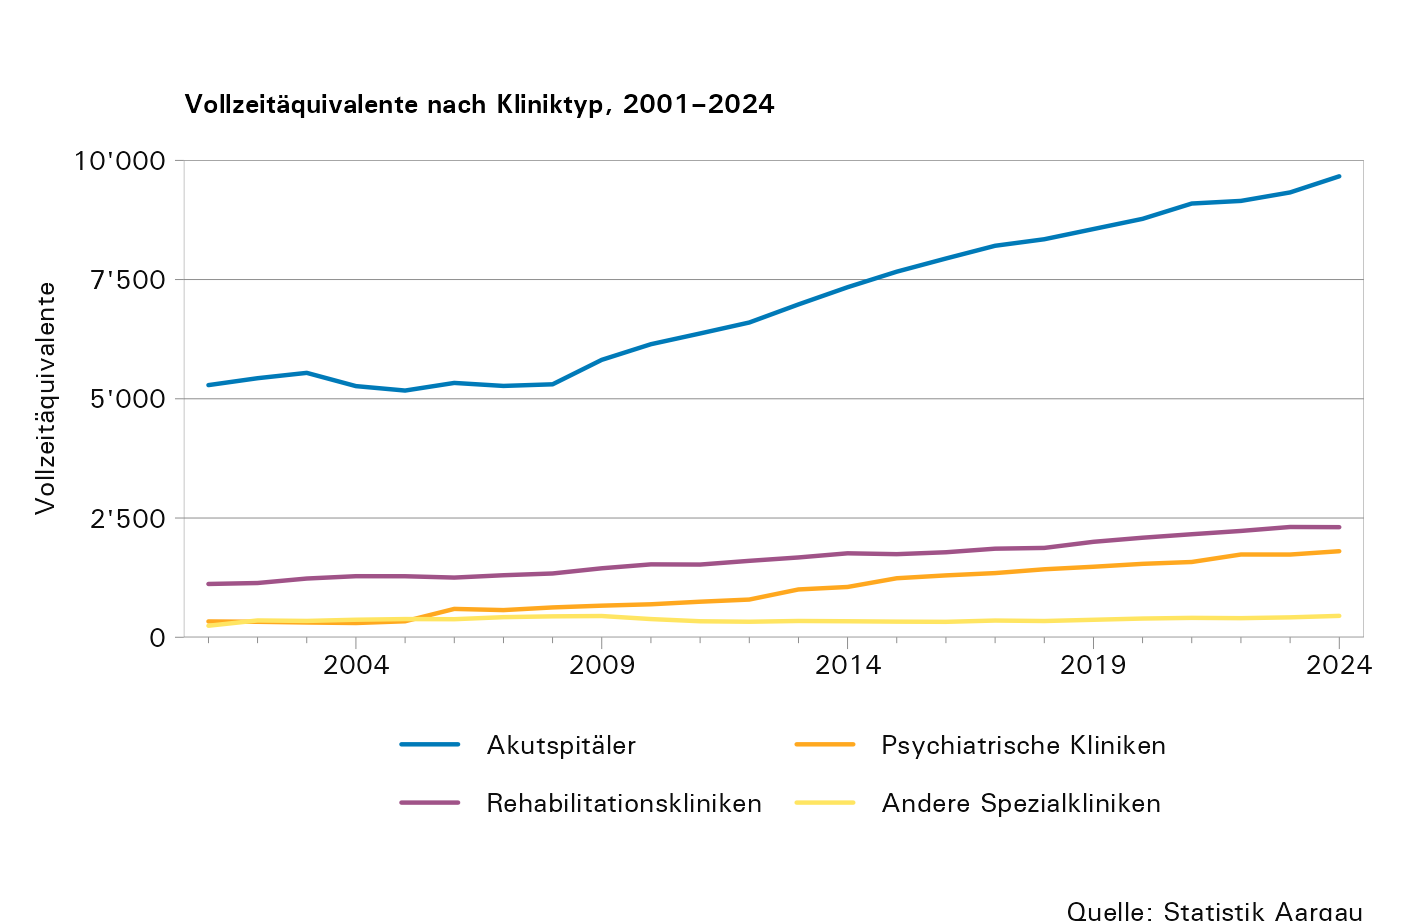 Vollzeitäquivalente nach Kliniktyp, 2001–2024
Vollzeitäquivalente
10'000
7'500
5'000
2'500
0
2004 2009 2014 2019 2024
Akutspitäler
Psychiatrische Kliniken
Rehabilitationskliniken
Andere Spezialkliniken
Quelle: Statistik Aargau